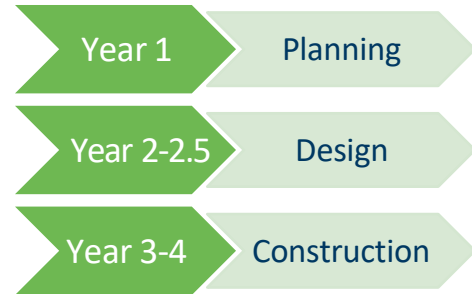 Year 1 Planning
Year 2-2.5 Design
Year 3-4 Construction